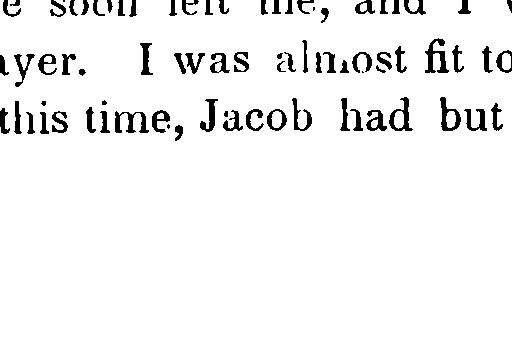 e soon left me, and I
ayer. I was almost fit to
this time, Jacob had but